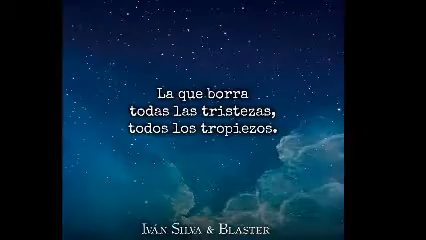 La que borra
todas las tristezas,
todos los tropiezos.
Iván Silva & Blaster